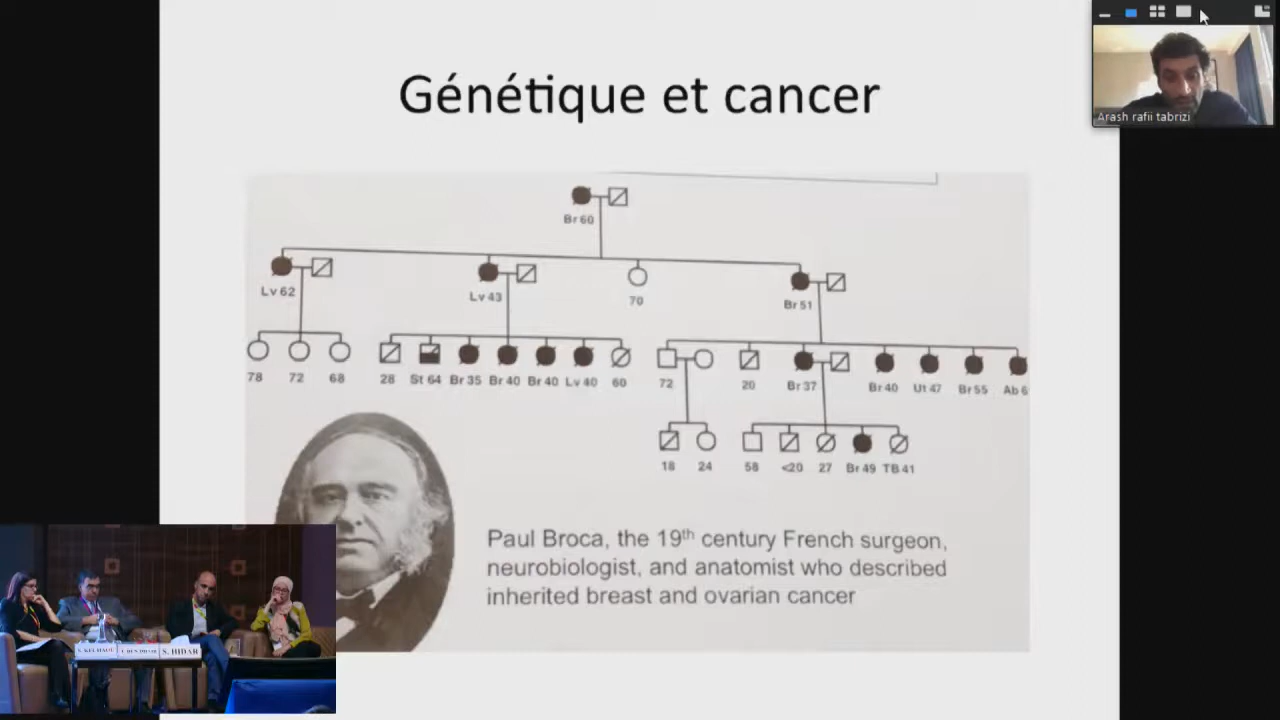 Génétique et cancer
Arash rafii tabrizi
Br 60
Lv 62
Lv 43
70
Br 51
78 72 68 28 St 64 Br 35 Br 40 Br 40 Lv 40 60 72 20 Br 37 Br 40 Ut 47 Br 55 Ab 6
18 24 58 <20 27 Br 49 TB 41
Paul Broca, the 19th century French surgeon,
neurobiologist, and anatomist who described
inherited breast and ovarian cancer
S. HIDAR